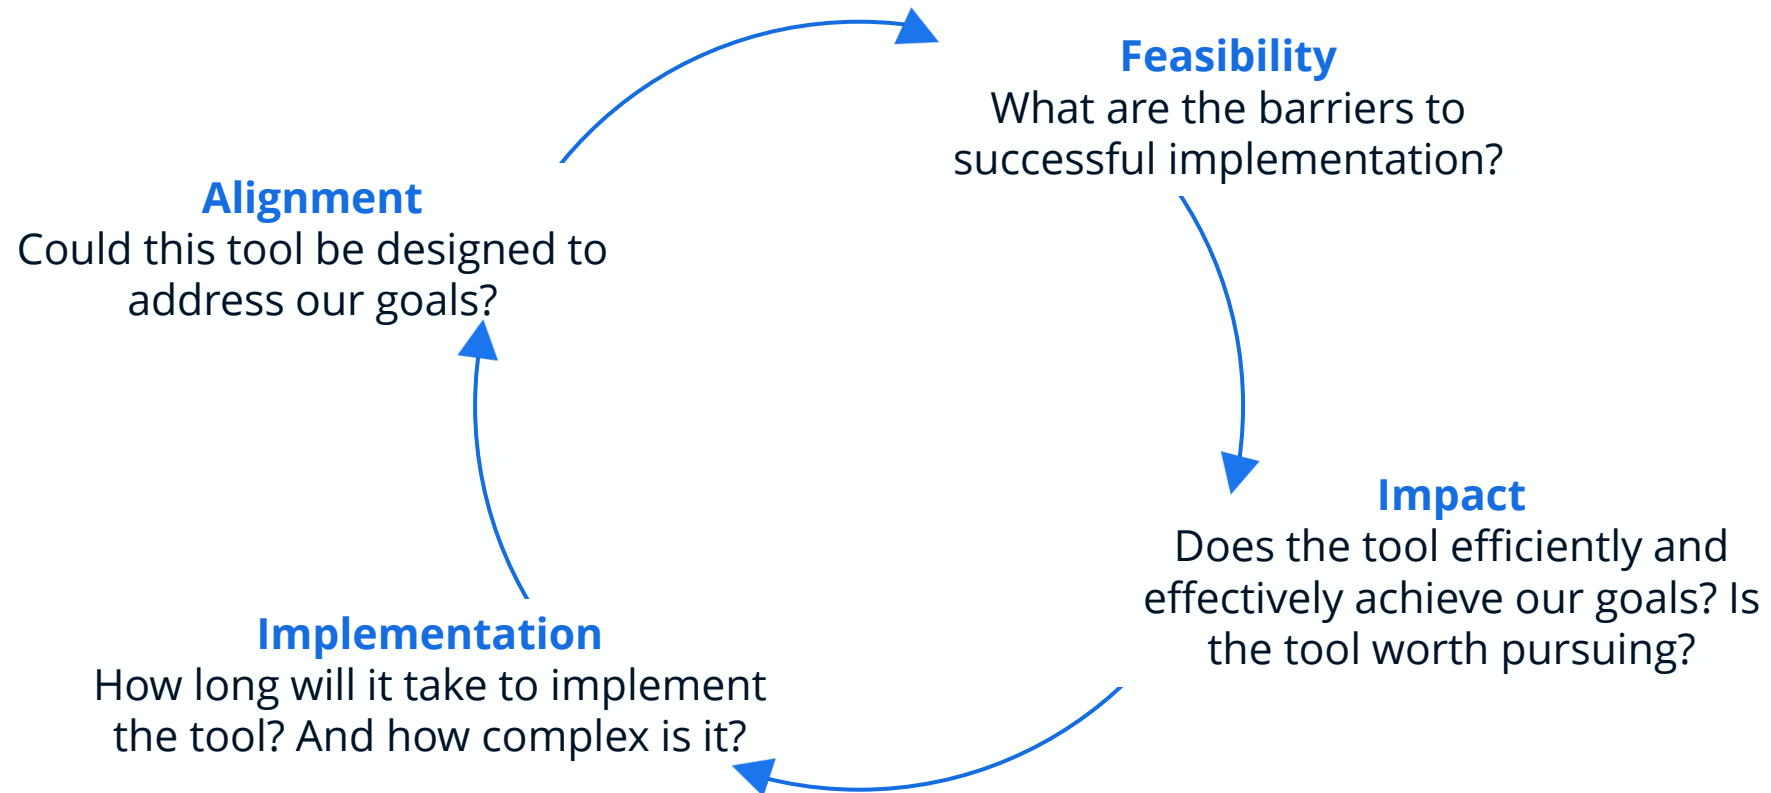 Feasibility
What are the barriers to
successful implementation?
Alignment
Could this tool be designed to
address our goals?
Impact
Does the tool efficiently and
effectively achieve our goals? Is
the tool worth pursuing?
Implementation
How long will it take to implement
the tool? And how complex is it?